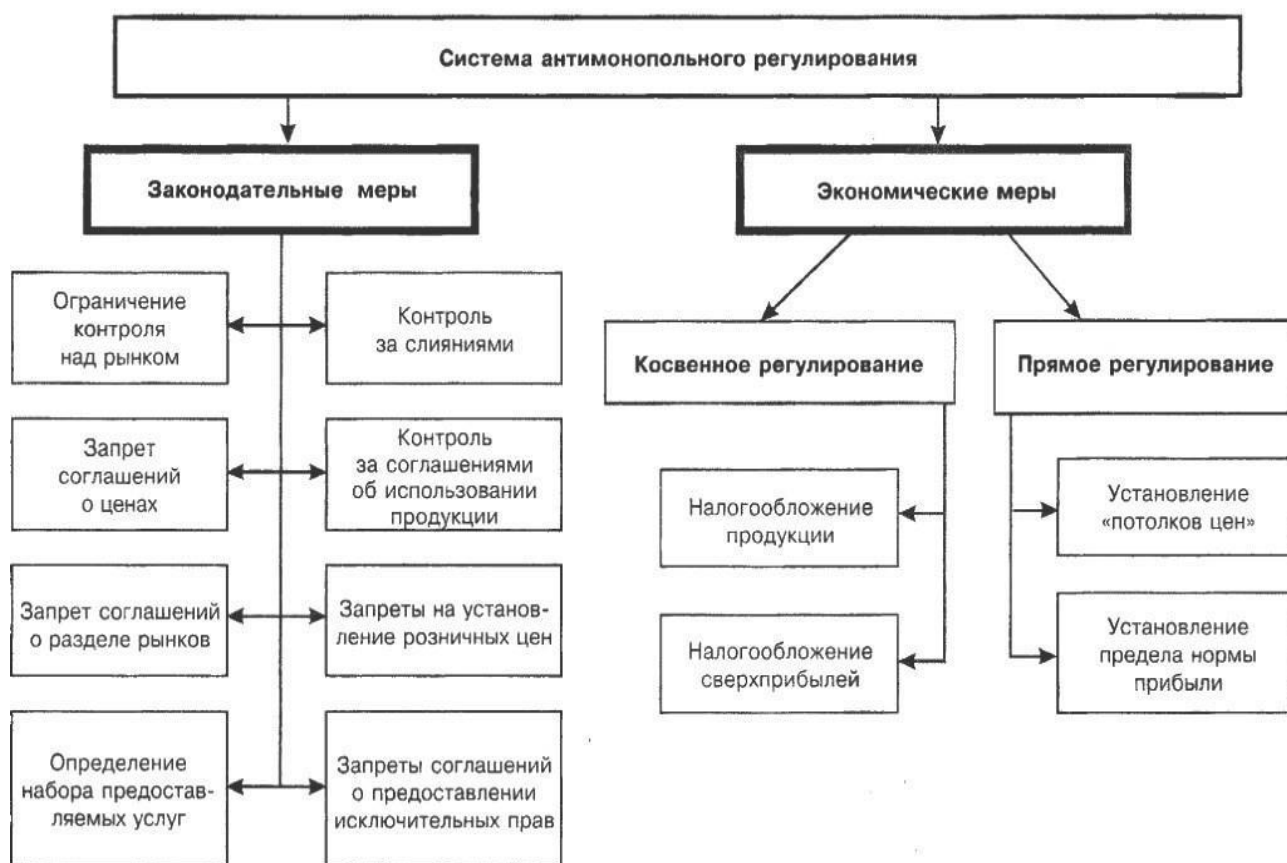 Система антимонопольного регулирования
Законодательные меры
Экономические меры
Ограничение
контроля
над рынком
Контроль
за слияниями
Запрет
соглашений
о ценах
Контроль
за соглашениями
об использовании
продукции
Запрет соглашений
о разделе рынков
Запреты на установ-
ление розничных цен
Определение
набора предостав-
ляемых услуг
Запреты соглашений
о предоставлении
исключительных прав
Косвенное регулирование
Прямое регулирование
Налогообложение
продукции
Налогообложение
сверхприбылей
Установление
«потолков цен»
Установление
предела нормы
прибыли